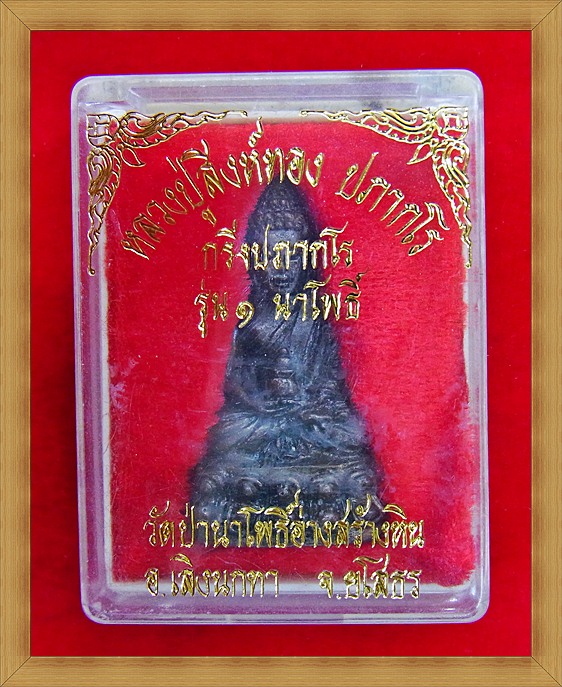 หลวงปู่สิงห์ทอง ปภากโร
กริ่งปภากโร
รุ่น ๑ นาโพธิ์
วัดป่านาโพธิ์อ่างสร้างหิน
อ.เลิงนกทา จ.ยโสธร